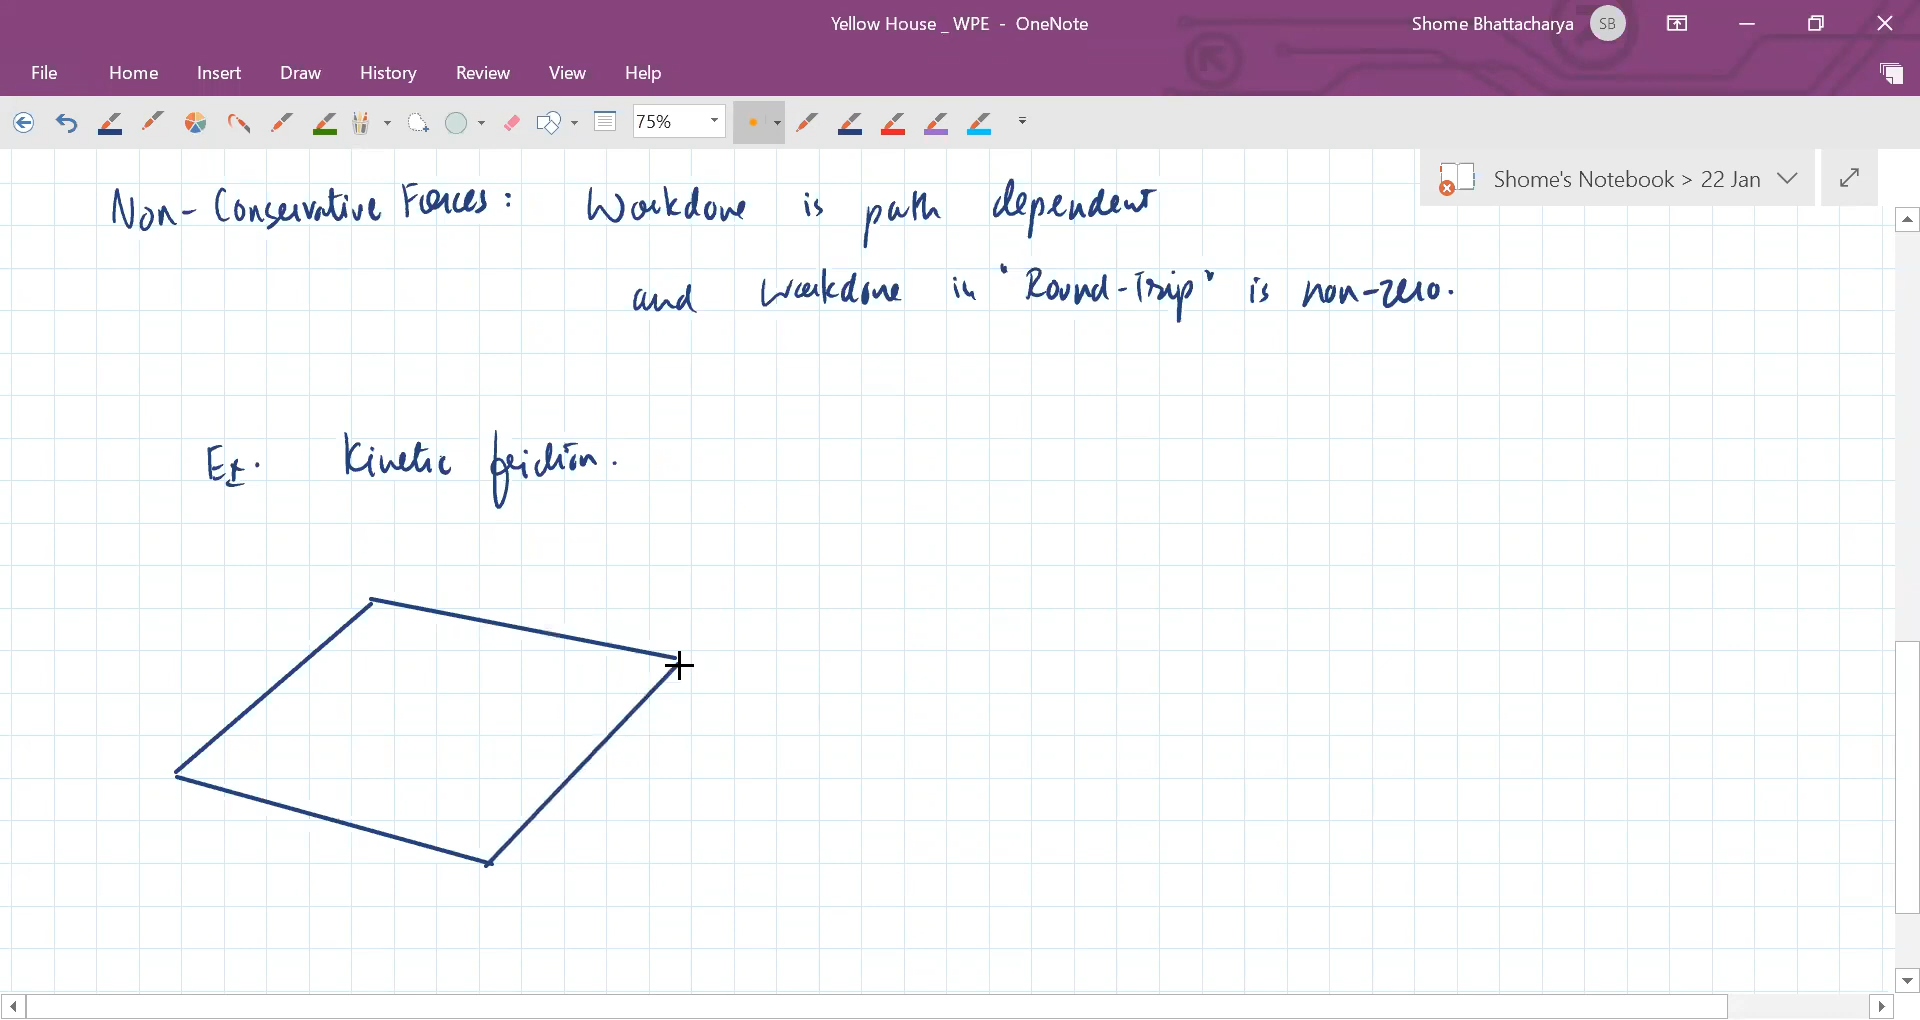 Yellow House _ WPE - OneNote
Shome Bhattacharya SB
File Home Insert Draw History Review View Help
75%
Shome's Notebook > 22 Jan
Non-Conservative Forces: Workdone is path dependent
and Workdone in "Round-Trip" is non-zero.
Ex. Kinetic friction.